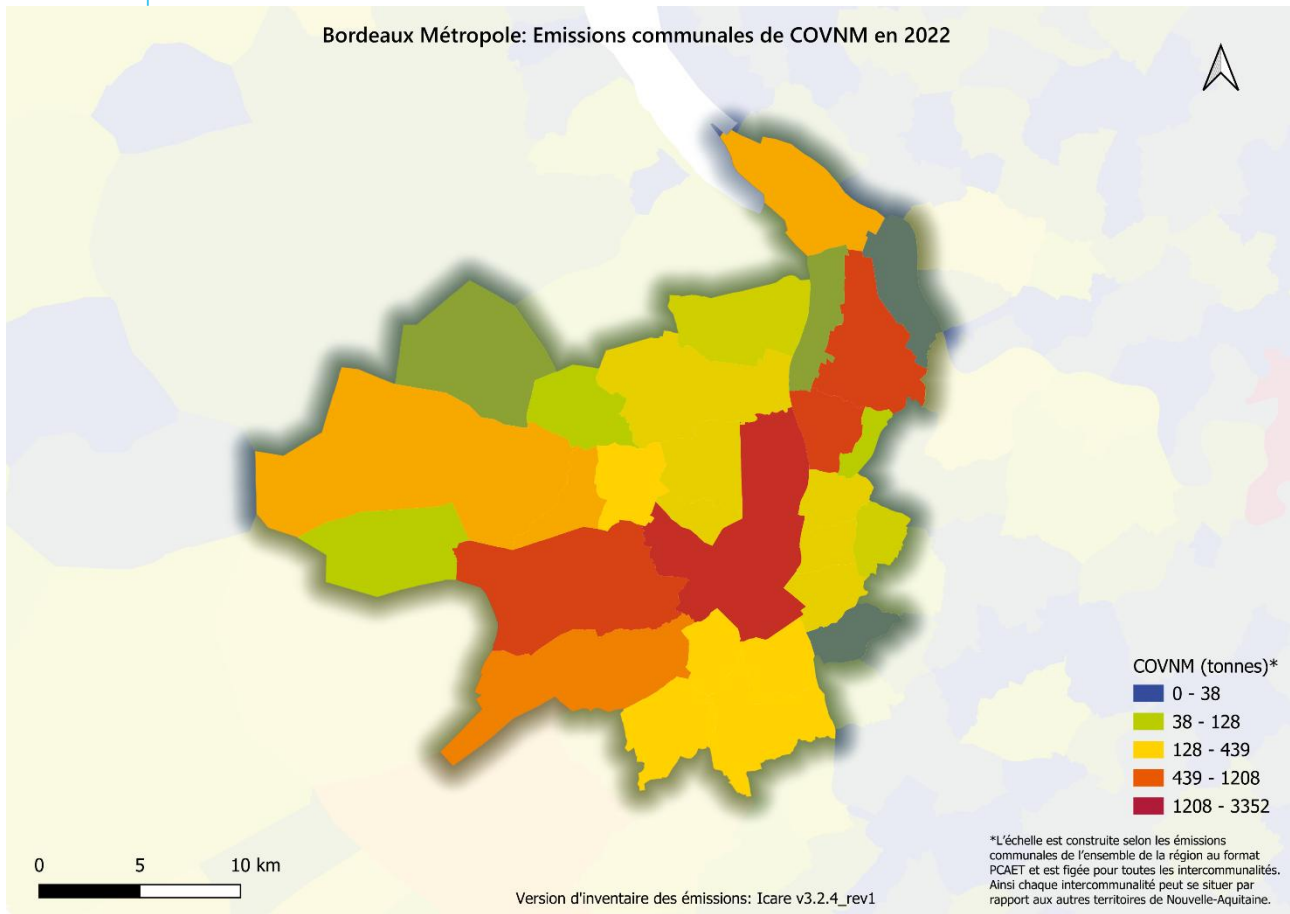 Bordeaux Métropole: Emissions communales de COVNM en 2022
COVNM (tonnes)*
0 - 38
38 - 128
128 - 439
439 - 1208
1208 - 3352
*L'échelle est construite selon les émissions
communales de l'ensemble de la région au format
PCAET et est figée pour toutes les intercommunalités.
Ainsi chaque intercommunalité peut se situer par
rapport aux autres territoires de Nouvelle-Aquitaine.
0 5 10 km
Version d'inventaire des émissions: Icare v3.2.4_rev1